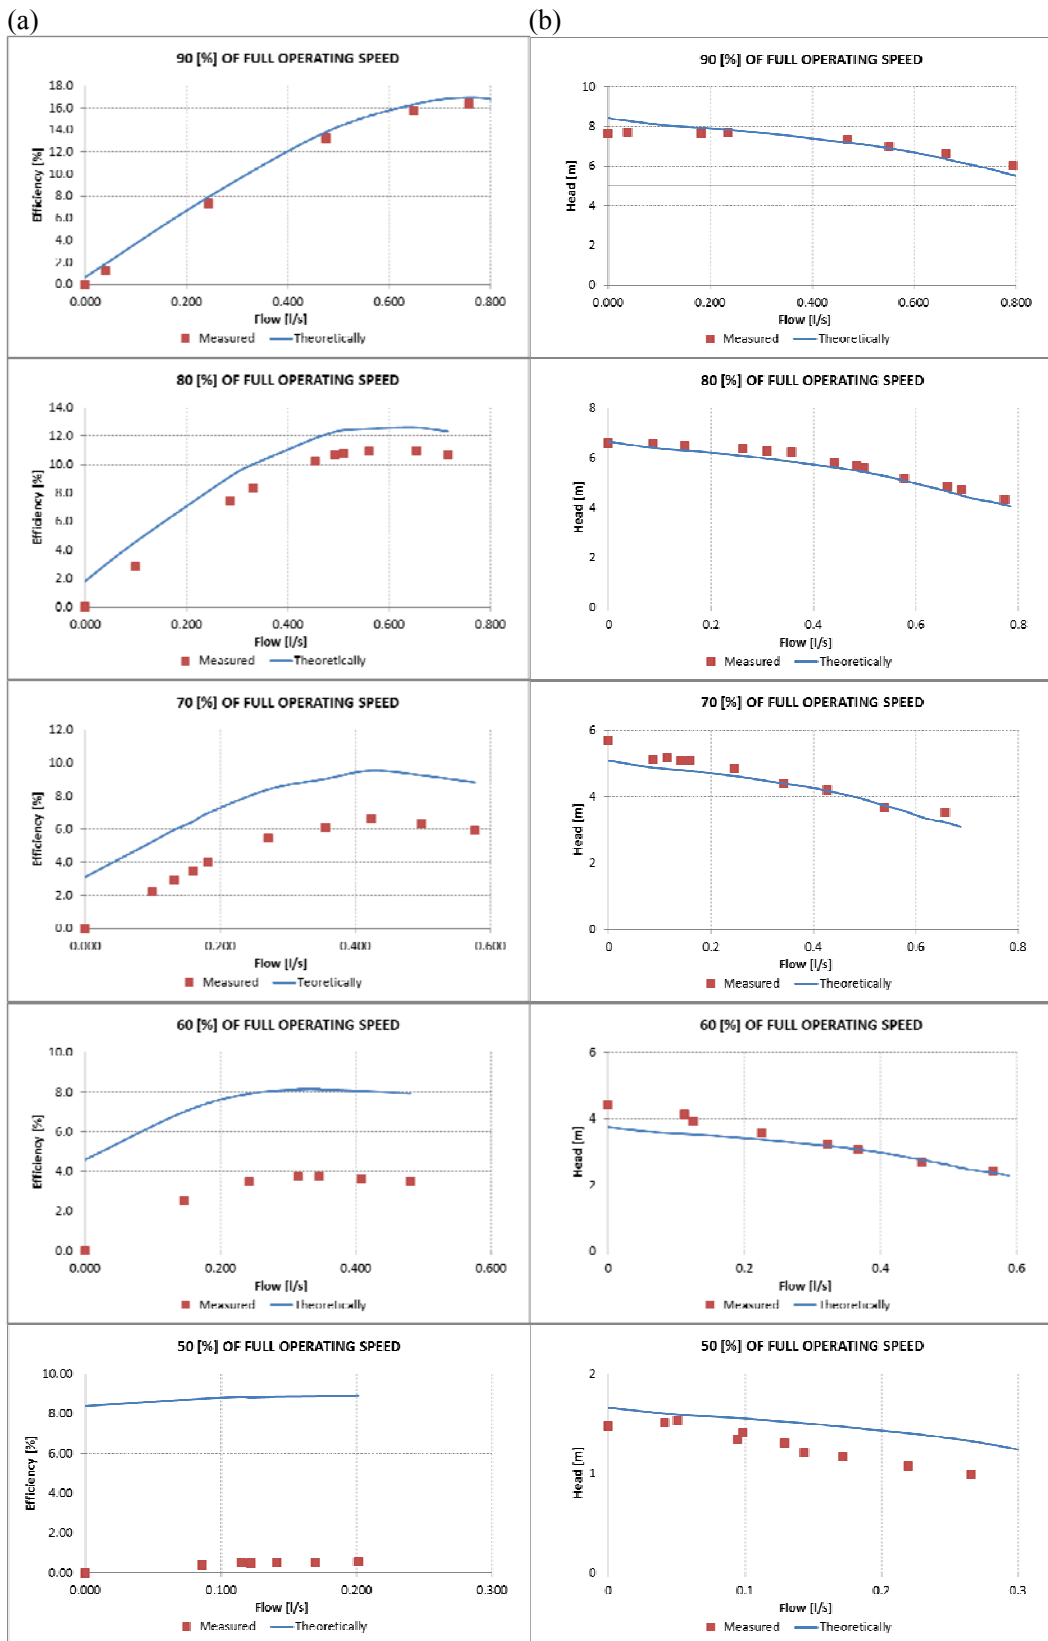 (a)
(b)
90 [%] OF FULL OPERATING SPEED
18.0
16.0
14.0
12.0
10.0
8.0
6.0
4.0
2.0
0.0
Efficiency [%]
0.000 0.200 0.400 0.600 0.800
Flow [l/s]
Measured Theoretically
90 [%] OF FULL OPERATING SPEED
10
8
6
4
2
0
Head [m]
0.000 0.200 0.400 0.600 0.800
Flow [l/s]
Measured Theoretically
80 [%] OF FULL OPERATING SPEED
14.0
12.0
10.0
8.0
6.0
4.0
2.0
0.0
Efficiency [%]
0.000 0.200 0.400 0.600 0.800
Flow [l/s]
Measured Theoretically
80 [%] OF FULL OPERATING SPEED
8
6
4
2
0
Head [m]
0 0.2 0.4 0.6 0.8
Flow [l/s]
Measured Theoretically
70 [%] OF FULL OPERATING SPEED
12.0
10.0
8.0
6.0
4.0
2.0
0.0
Efficiency [%]
0.000 0.200 0.400 0.600
Flow [l/s]
Measured Teoretically
70 [%] OF FULL OPERATING SPEED
6
4
2
0
Head [m]
0 0.2 0.4 0.6 0.8
Flow [l/s]
Measured Theoretically
60 [%] OF FULL OPERATING SPEED
10.0
8.0
6.0
4.0
2.0
0.0
Efficiency [%]
0.000 0.200 0.400 0.600
Flow [l/s]
Measured Theoretically
60 [%] OF FULL OPERATING SPEED
6
4
2
0
Head [m]
0 0.2 0.4 0.6
Flow [l/s]
Measured Theoretically
50 [%] OF FULL OPERATING SPEED
10.00
8.00
6.00
4.00
2.00
0.00
Efficiency [%]
0.000 0.100 0.200 0.300
Flow [l/s]
Measured Theoretically
50 [%] OF FULL OPERATING SPEED
2
1
0
Head [m]
0 0.1 0.2 0.3
Flow [l/s]
Measured Theoretically